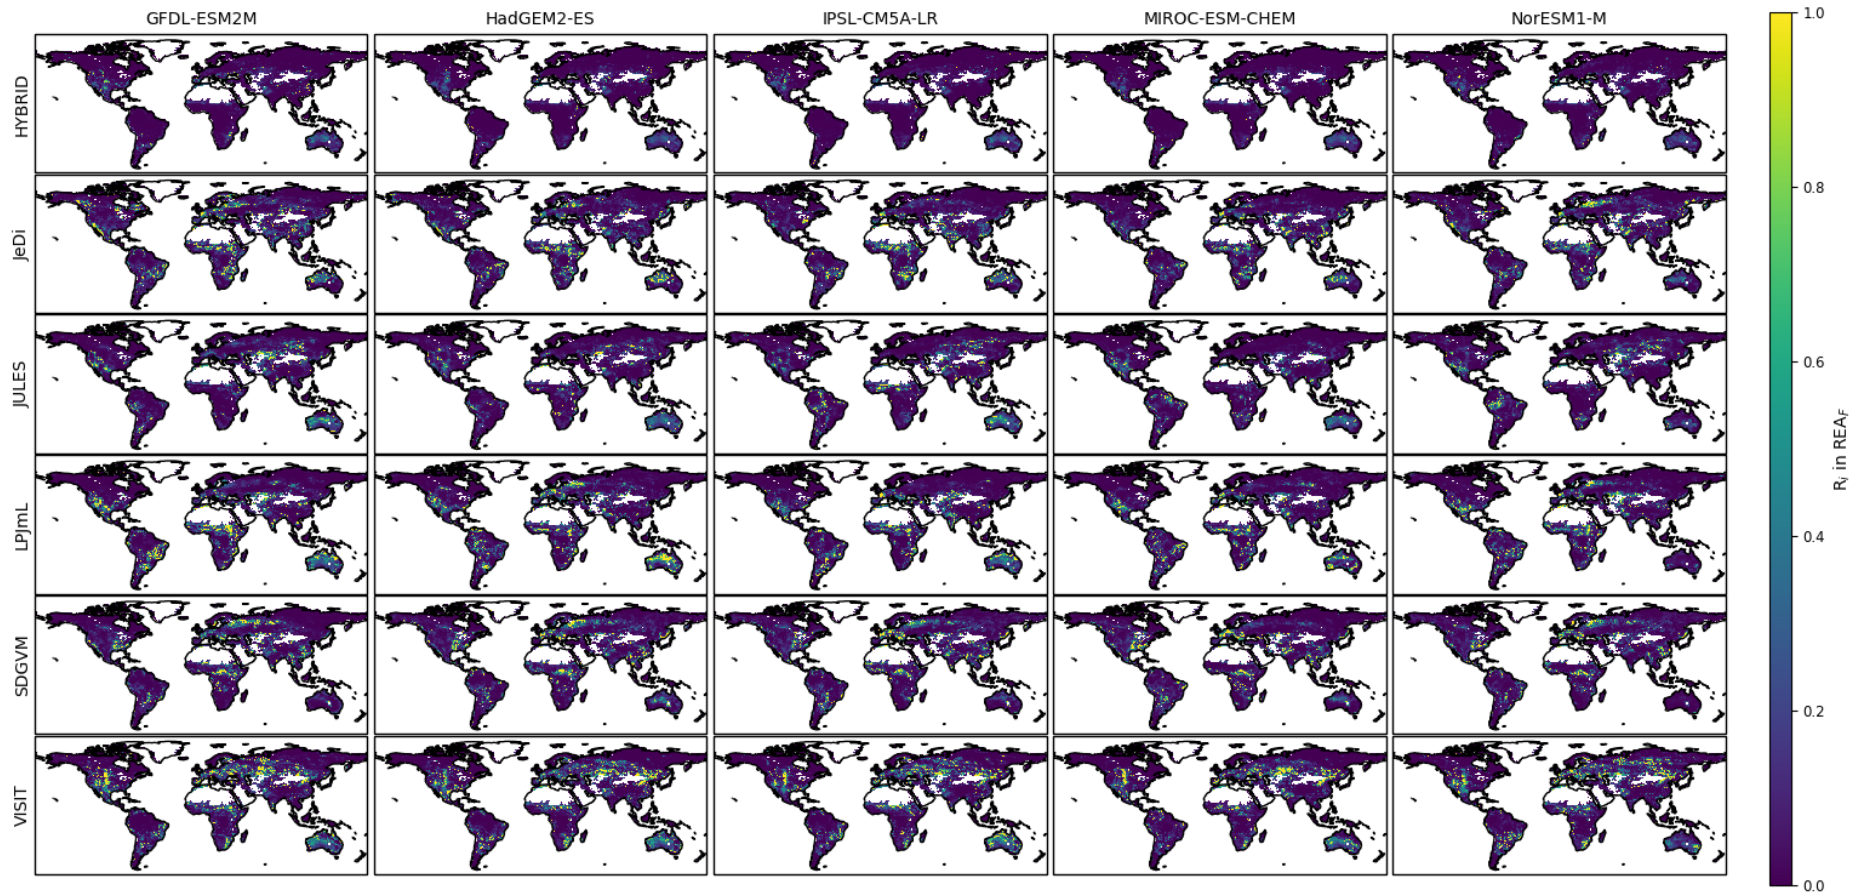 GFDL-ESM2M HadGEM2-ES IPSL-CM5A-LR MIROC-ESM-CHEM NorESM1-M
HYBRID
JeDi
JULES
LPJmL
SDGVM
VISIT
1.0
0.8
0.6
0.4
0.2
0.0
R_i in REA_F